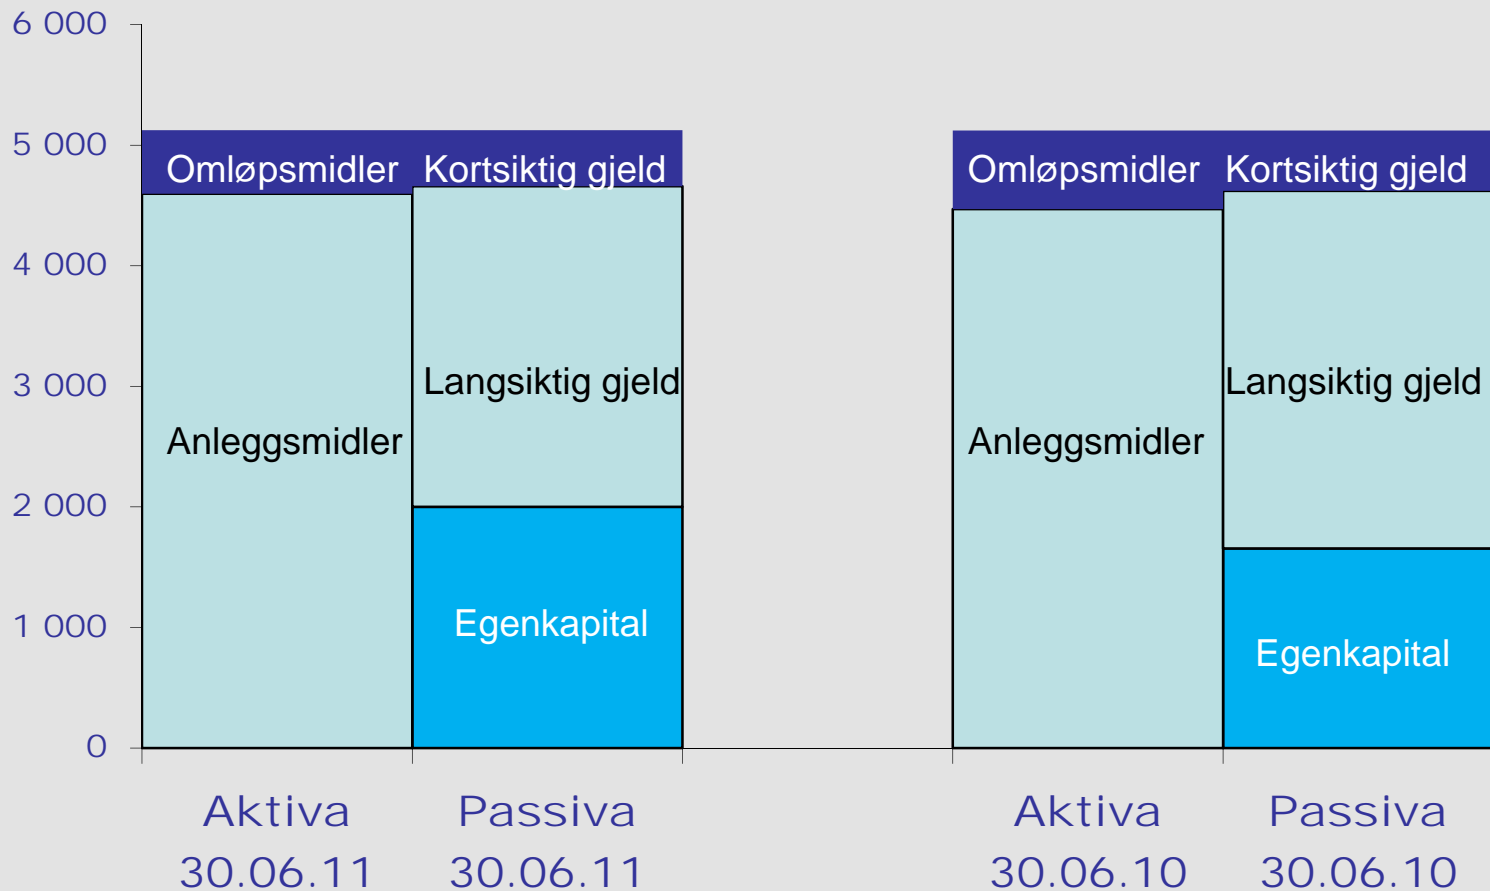 6 000
5 000
4 000
3 000
2 000
1 000
0
Omløpsmidler Kortsiktig gjeld
Langsiktig gjeld
Anleggsmidler
Egenkapital
Omløpsmidler Kortsiktig gjeld
Langsiktig gjeld
Anleggsmidler
Egenkapital
Aktiva Passiva Aktiva Passiva
30.06.11 30.06.11 30.06.10 30.06.10